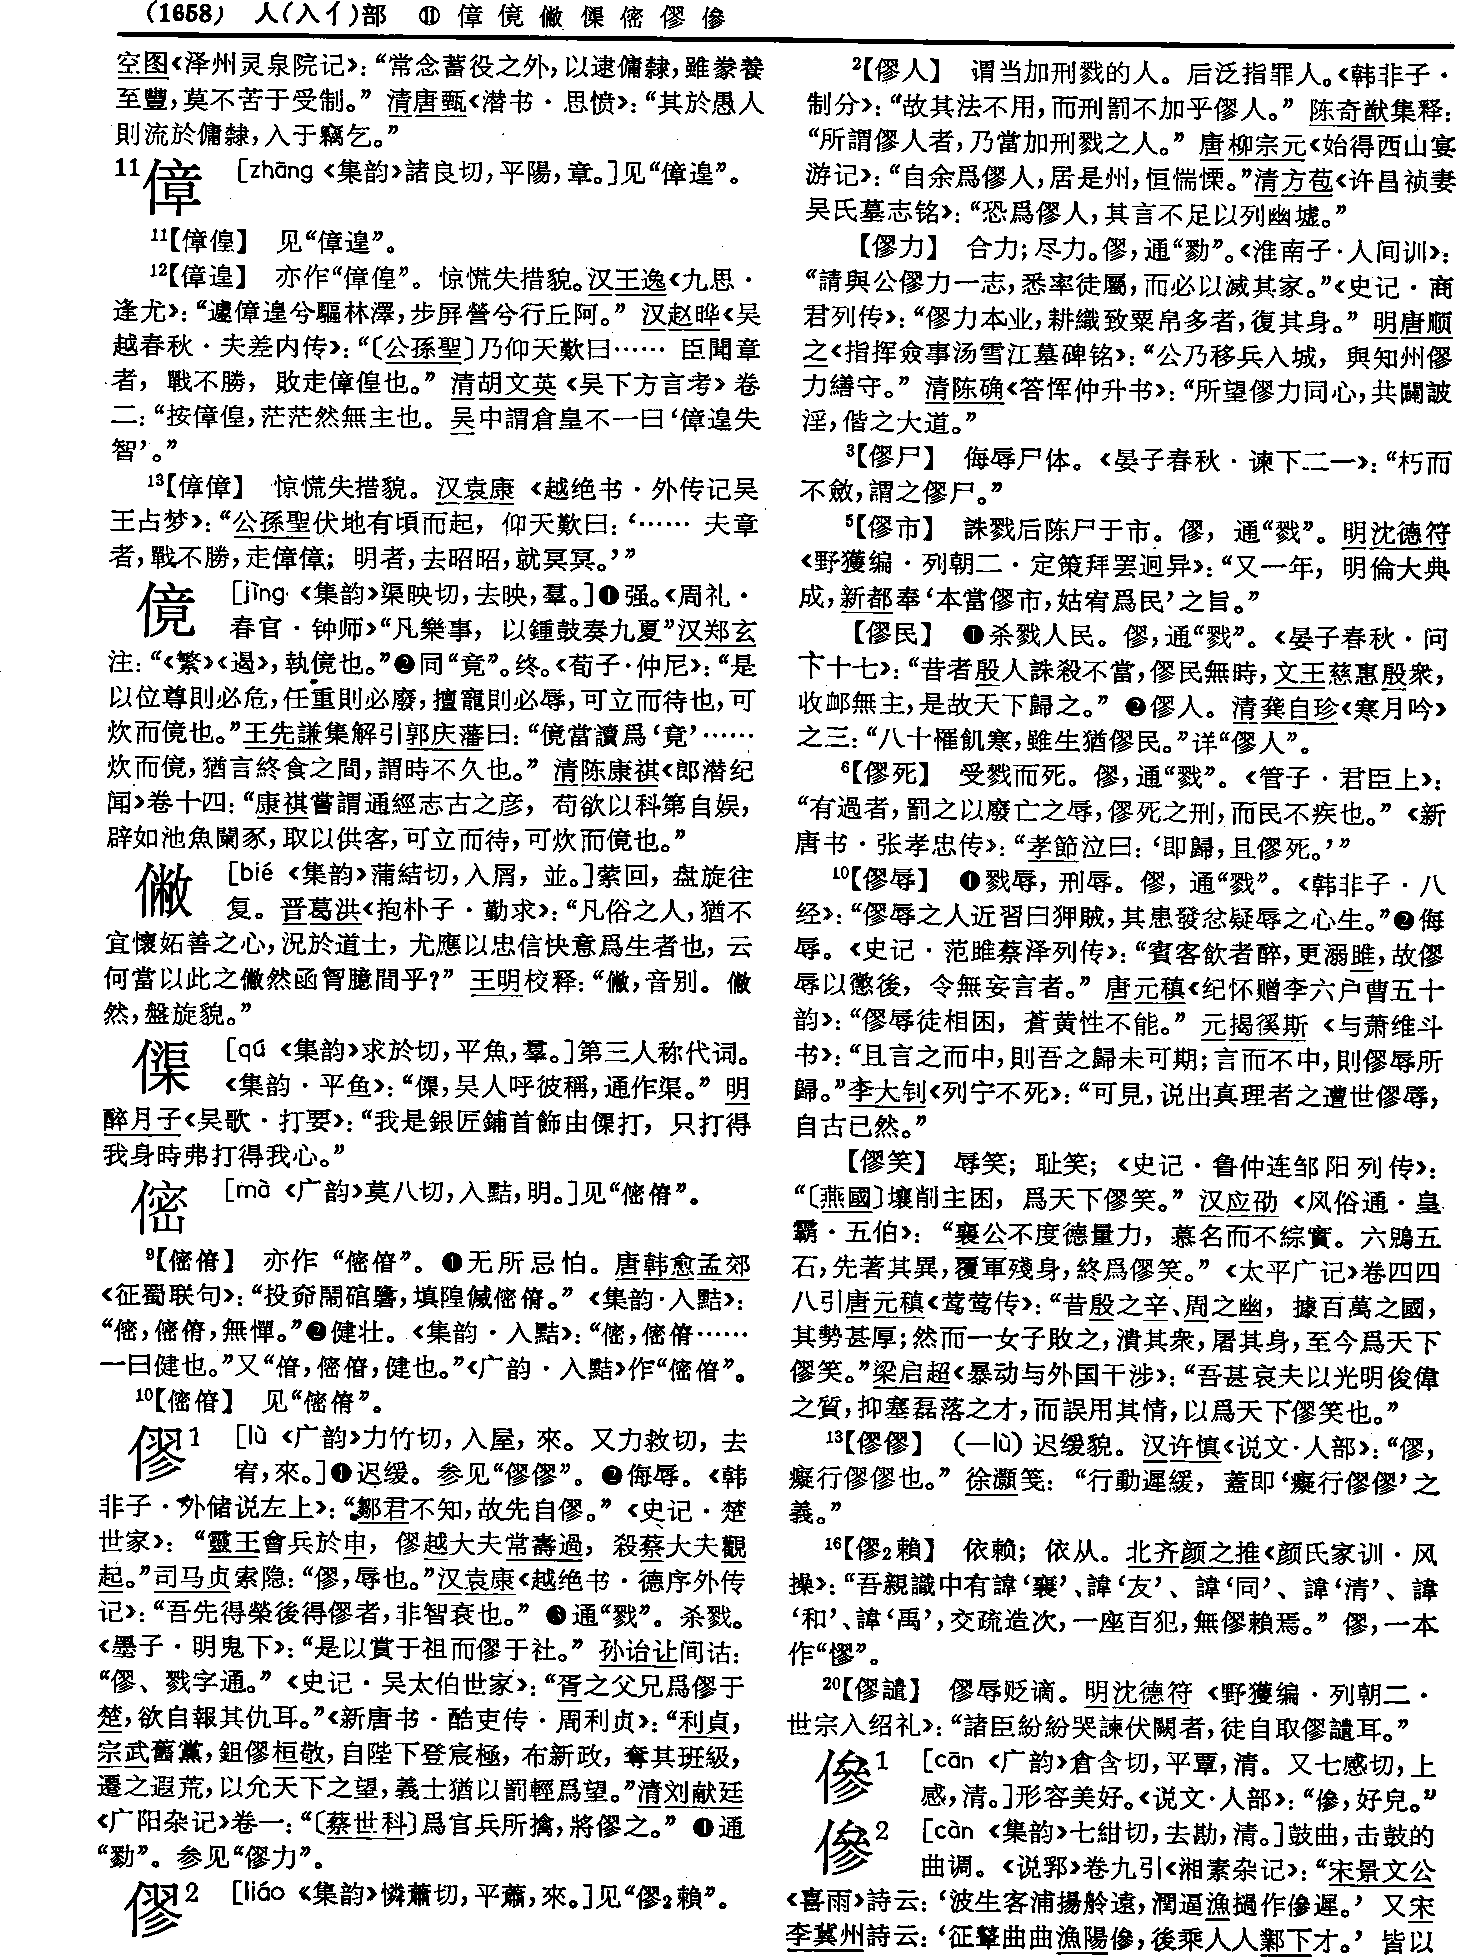 (1658) 人(入亻)部 ⑪ 傽傹僌僳𠌶僇傪
空图《泽州灵泉院记》：“常念蓄役之外，以逮傭隸，雖豢養
至豐，莫不苦于受制。” 清唐甄《潜书·思愤》：“其於愚人
則流於傭隸，入于竊乞。”
11傽 [zhāng 《集韵》諸良切，平陽，章。]见“傽遑”。
11【傽偟】 见“傽遑”。
12【傽遑】 亦作“傽偟”。惊慌失措貌。汉王逸《九思·
逢尤》：“遽傽遑兮驅林澤，步屏營兮行丘阿。” 汉赵晔《吴
越春秋·夫差内传》：“〔公孫聖〕乃仰天歎曰…… 臣聞章
者，戰不勝，敗走傽偟也。” 清胡文英《吴下方言考》卷
二：“按傽偟，茫茫然無主也。吴中謂倉皇不一曰‘傽遑失
智’。”
13【傽傽】 惊慌失措貌。汉袁康《越绝书·外传记吴
王占梦》：“公孫聖伏地有頃而起，仰天歎曰：‘…… 夫章
者，戰不勝，走傽傽；明者，去昭昭，就冥冥。’”
傹 [jìng 《集韵》渠映切，去映，羣。]❶强。《周礼·
春官·钟师》“凡樂事，以鍾鼓奏九夏”汉郑玄
注：“《繁》《遏》，執傹也。”❷同“竟”。终。《荀子·仲尼》：“是
以位尊則必危，任重則必廢，擅寵則必辱，可立而待也，可
炊而傹也。”王先謙集解引郭庆藩曰：“傹當讀爲‘竟’……
炊而傹，猶言終食之間，謂時不久也。” 清陈康祺《郎潜纪
闻》卷十四：“康祺嘗謂通經志古之彦，苟欲以科第自娱，
辟如池魚闌豕，取以供客，可立而待，可炊而傹也。”
[bié 《集韵》蒲結切，入屑，並。]萦回，盘旋往
复。晋葛洪《抱朴子·勤求》：“凡俗之人，猶不
宜懷妬善之心，況於道士，尤應以忠信快意爲生者也，云
何當以此之然函胷臆間乎？” 王明校释：“，音别。
然，盤旋貌。”
[qú 《集韵》求於切，平魚，羣。]第三人称代词。
《集韵·平鱼》：“，吴人呼彼稱，通作渠。” 明
醉月子《吴歌·打要》：“我是銀匠鋪首飾由打，只打得
我身時弗打得我心。”
[mà 《广韵》莫八切，入黠，明。]见“”。
9【】 亦作“”。❶无所忌怕。唐韩愈孟郊
《征蜀联句》：“投奅鬧䃔，填隍。” 《集韵·入黠》：
“，，無憚。”❷健壮。《集韵·入黠》：“，……
一曰健也。”又“，，健也。”《广韵·入黠》作“”。
10【】 见“”。
僇1 [lù 《广韵》力竹切，入屋，來。又力救切，去
宥，來。]❶迟缓。参见“僇僇”。❷侮辱。《韩
非子·外储说左上》：“鄒君不知，故先自僇。” 《史记·楚
世家》：“靈王會兵於申，僇越大夫常壽過，殺蔡大夫觀
起。”司马贞索隐：“僇，辱也。”汉袁康《越绝书·德序外传
记》：“吾先得榮後得僇者，非智衰也。” ❸通“戮”。杀戮。
《墨子·明鬼下》：“是以賞于祖而僇于社。” 孙诒让间诂：
“僇、戮字通。” 《史记·吴太伯世家》：“胥之父兄爲僇于
楚，欲自報其仇耳。”《新唐书·酷吏传·周利贞》：“利貞，
宗武舊黨，鉏僇桓敬，自陛下登宸極，布新政，奪其班級，
遷之遐荒，以允天下之望，義士猶以罰輕爲望。”清刘献廷
《广阳杂记》卷一：“〔蔡世科〕爲官兵所擒，將僇之。” ❹通
“勠”。参见“僇力”。
僇2 [liáo 《集韵》憐蕭切，平蕭，來。]见“僇2賴”。
2【僇人】 谓当加刑戮的人。后泛指罪人。《韩非子·
制分》：“故其法不用，而刑罰不加乎僇人。” 陈奇猷集释：
“所謂僇人者，乃當加刑戮之人。” 唐柳宗元《始得西山宴
游记》：“自余爲僇人，居是州，恒惴慄。”清方苞《许昌祯妻
吴氏墓志铭》：“恐爲僇人，其言不足以列幽墟。”
【僇力】 合力；尽力。僇，通“勠”。《淮南子·人间训》：
“請與公僇力一志，悉率徒屬，而必以滅其家。”《史记·商
君列传》：“僇力本业，耕織致粟帛多者，復其身。” 明唐顺
之《指挥佥事汤雪江墓碑铭》：“公乃移兵入城，與知州僇
力繕守。” 清陈确《答恽仲升书》：“所望僇力同心，共闢詖
淫，偕之大道。”
3【僇尸】 侮辱尸体。《晏子春秋·谏下二一》：“朽而
不斂，謂之僇尸。”
5【僇市】 诛戮后陈尸于市。僇，通“戮”。明沈德符
《野獲编·列朝二·定策拜罢迥异》：“又一年，明倫大典
成，新都奉‘本當僇市，姑宥爲民’之旨。”
【僇民】 ❶杀戮人民。僇，通“戮”。《晏子春秋·问
下十七》：“昔者殷人誅殺不當，僇民無時，文王慈惠殷衆，
收卹無主，是故天下歸之。” ❷僇人。清龚自珍《寒月吟》
之三：“八十罹飢寒，雖生猶僇民。”详“僇人”。
6【僇死】 受戮而死。僇，通“戮”。《管子·君臣上》：
“有過者，罰之以廢亡之辱，僇死之刑，而民不疾也。” 《新
唐书·张孝忠传》：“孝節泣曰：‘即歸，且僇死。’”
10【僇辱】 ❶戮辱，刑辱。僇，通“戮”。《韩非子·八
经》：“僇辱之人近習曰狎賊，其患發忿疑辱之心生。”❷侮
辱。《史记·范雎蔡泽列传》：“賓客飲者醉，更溺雎，故僇
辱以懲後，令無妄言者。” 唐元稹《纪怀赠李六户曹五十
韵》：“僇辱徒相困，蒼黄性不能。” 元揭傒斯《与萧维斗
书》：“且言之而中，則吾之歸未可期；言而不中，則僇辱所
歸。”李大钊《列宁不死》：“可見，说出真理者之遭世僇辱，
自古已然。”
【僇笑】 辱笑；耻笑；《史记·鲁仲连邹阳列传》：
“〔燕國〕壤削主困，爲天下僇笑。” 汉应劭《风俗通·皇
霸·五伯》：“襄公不度德量力，慕名而不綜實。六鶂五
石，先著其異，覆軍殘身，終爲僇笑。” 《太平广记》卷四四
八引唐元稹《莺莺传》：“昔殷之辛、周之幽，據百萬之國，
其勢甚厚；然而一女子敗之，潰其衆，屠其身，至今爲天下
僇笑。”梁启超《暴动与外国干涉》：“吾甚哀夫以光明俊偉
之質，抑塞磊落之才，而誤用其情，以爲天下僇笑也。”
13【僇僇】 (—lù) 迟缓貌。汉许慎《说文·人部》：“僇，
癡行僇僇也。” 徐灏笺：“行動遲緩，蓋即‘癡行僇僇’之
義。”
16【僇2賴】 依赖；依从。北齐颜之推《颜氏家训·风
操》：“吾親識中有諱‘襄’、諱‘友’、諱‘同’、諱‘清’、諱
‘和’、諱‘禹’，交疏造次，一座百犯，無僇賴焉。” 僇，一本
作“憀”。
20【僇譴】 僇辱贬谪。明沈德符《野獲编·列朝二·
世宗入绍礼》：“諸臣紛紛哭諫伏闕者，徒自取僇譴耳。”
傪1 [cān 《广韵》倉含切，平覃，清。又七感切，上
感，清。]形容美好。《说文·人部》：“傪，好皃。”
傪2 [càn 《集韵》七紺切，去勘，清。]鼓曲，击鼓的
曲调。《说郛》卷九引《湘素杂记》：“宋景文公
《喜雨》詩云：‘波生客浦揚舲遠，潤逼漁撾作傪遲。’ 又宋
李冀州詩云：‘征鼙曲曲漁陽傪，後乘人人鄴下才。’ 皆以